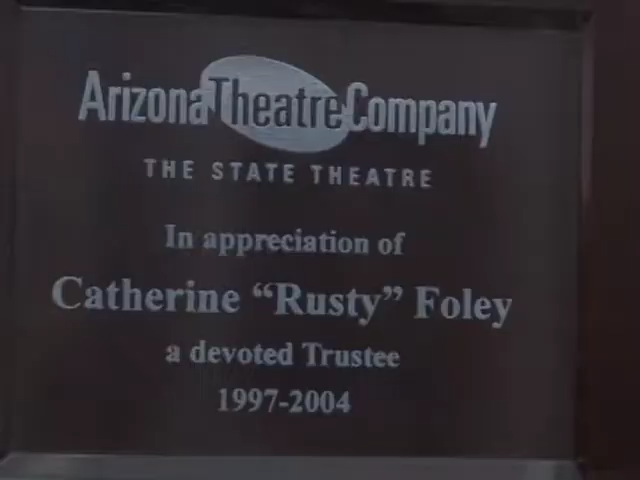 Arizona Theatre Company
THE STATE THEATRE
In appreciation of
Catherine “Rusty” Foley
a devoted Trustee
1997-2004